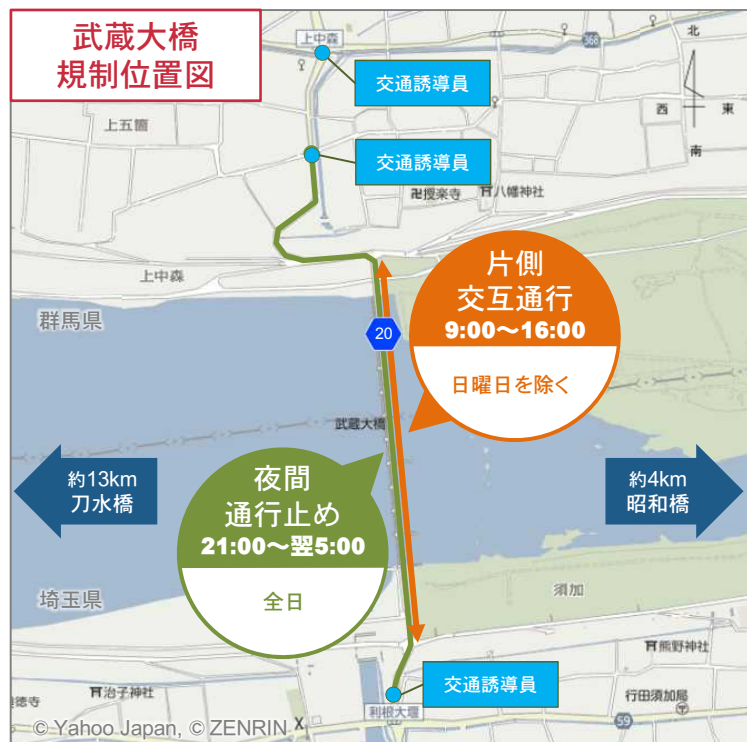 武蔵大橋
規制位置図
上中森
368
北
西
東
南
交通誘導員
上五箇
交通誘導員
卍授楽寺
八幡神社
上中森
群馬県
片側
交互通行
9:00~16:00
日曜日を除く
20
武蔵大橋
約13km
刀水橋
約4km
昭和橋
夜間
通行止め
21:00~翌5:00
全日
須加
埼玉県
熊野神社
治子神社
徳寺
交通誘導員
行田須加局
利根大堰
59
© Yahoo Japan, © ZENRIN
X